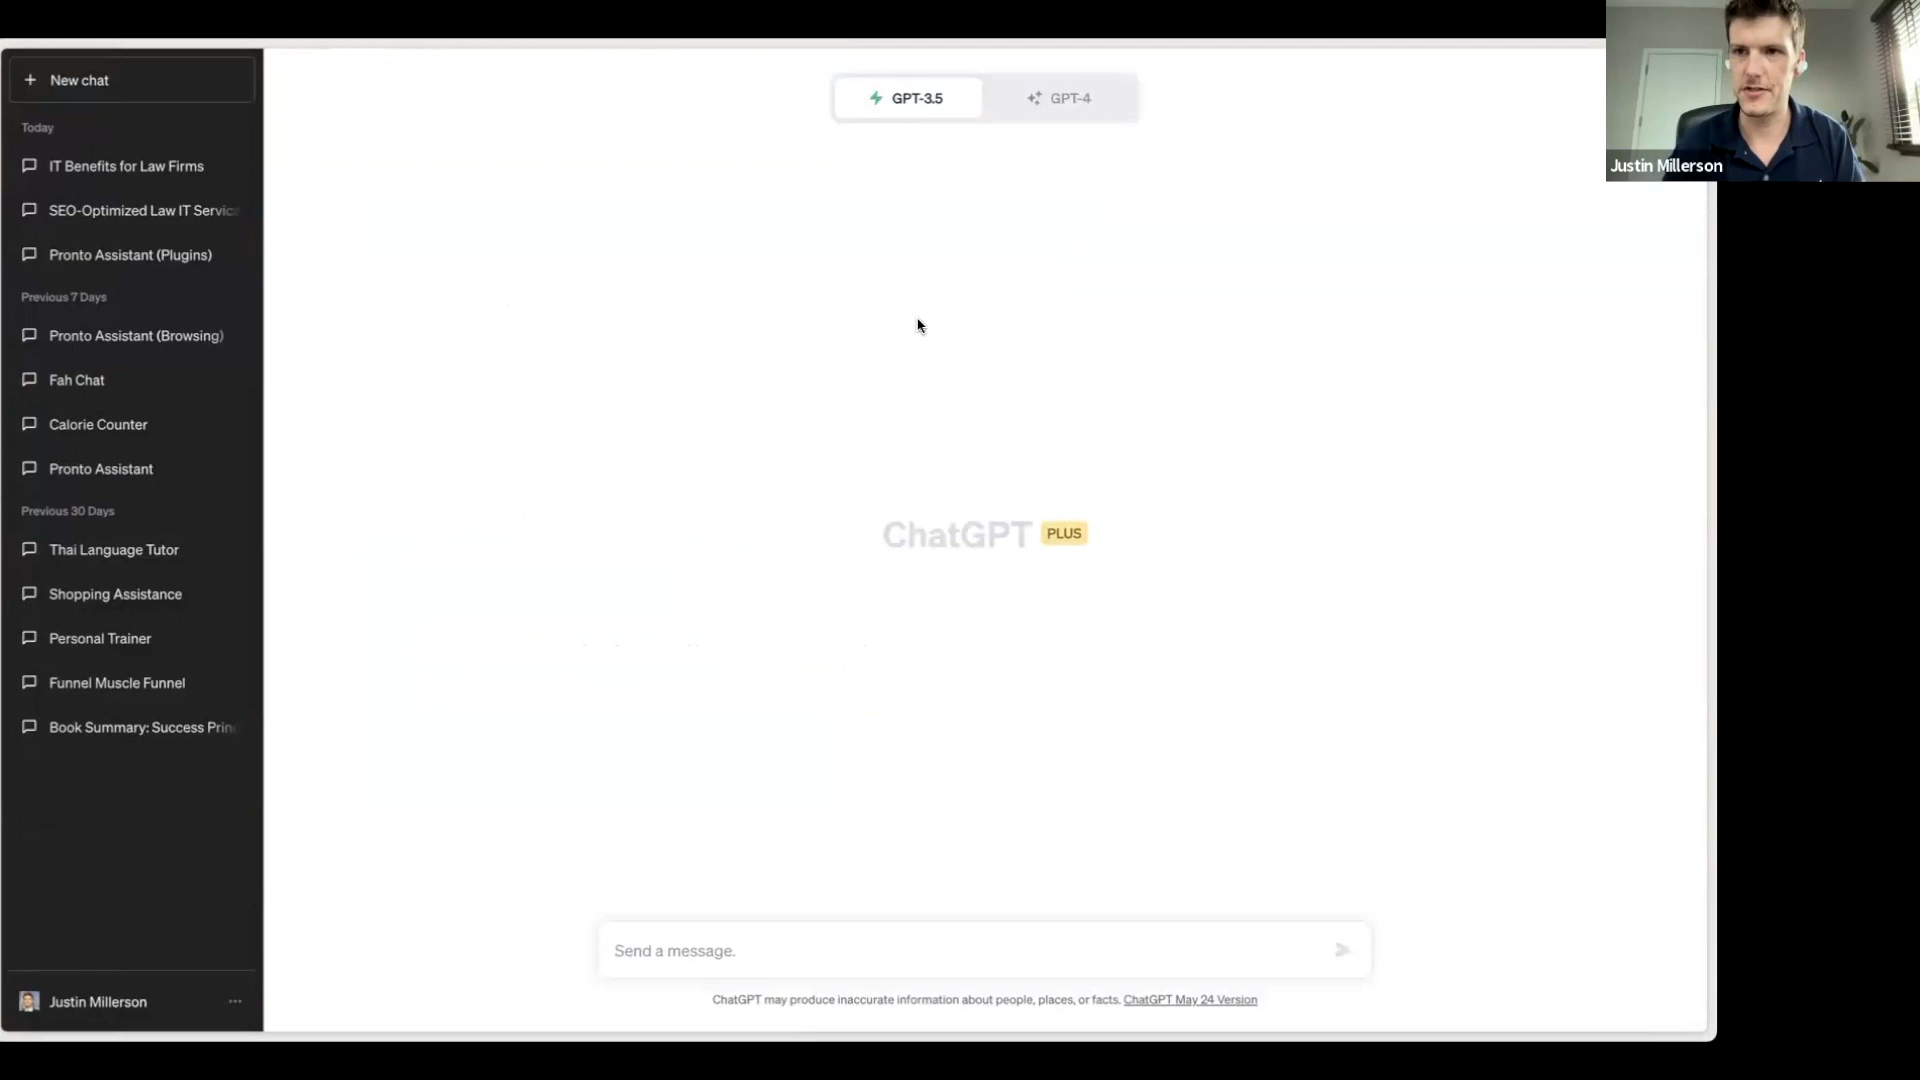 New chat
Today
IT Benefits for Law Firms
SEO-Optimized Law IT Servic
Pronto Assistant (Plugins)
Previous 7 Days
Pronto Assistant (Browsing)
Fah Chat
Calorie Counter
Pronto Assistant
Previous 30 Days
Thai Language Tutor
Shopping Assistance
Personal Trainer
Funnel Muscle Funnel
Book Summary: Success Prin
Justin Millerson
GPT-3.5
GPT-4
ChatGPT PLUS
Send a message.
ChatGPT may produce inaccurate information about people, places, or facts. ChatGPT May 24 Version
Justin Millerson